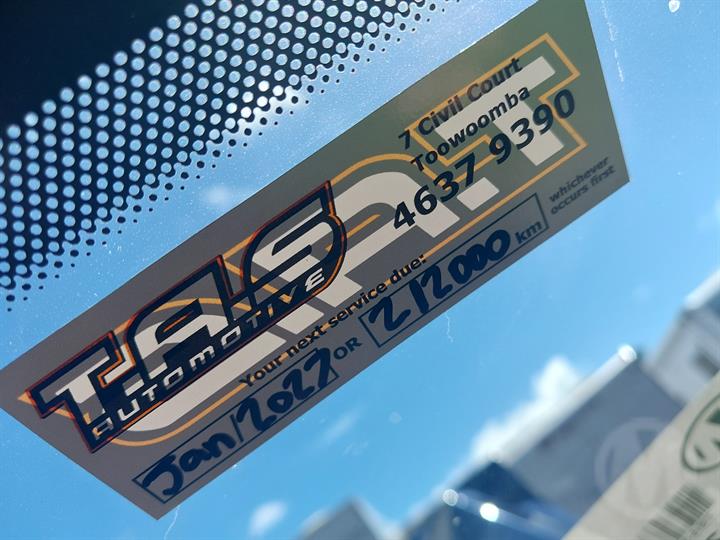 T.A.S
AUTOMOTIVE
7 Civil Court
Toowoomba
4637 9390
Your next service due:
Jan/2027 OR 212000 km
whichever
occurs first